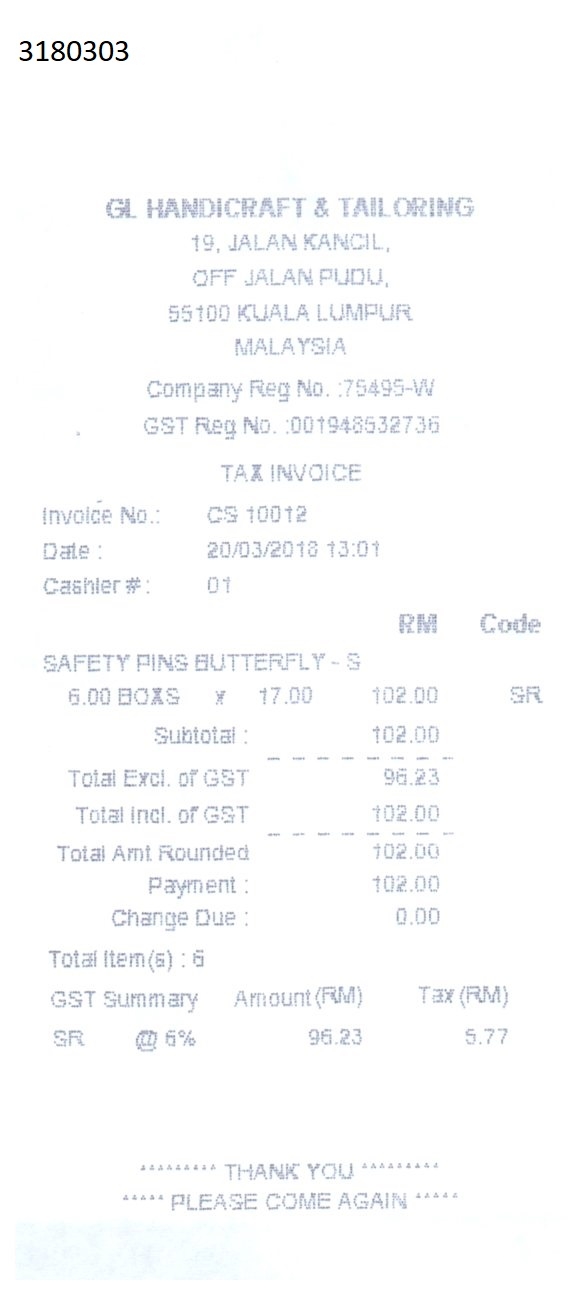 3180303
GL HANDICRAFT & TAILORING
19, JALAN KANCIL,
OFF JALAN PUDU,
55100 KUALA LUMPUR
MALAYSIA
Company Reg No. :75495-W
GST Reg No. :001948532736
TAX INVOICE
Invoice No.: CS 10012
Date : 20/03/2018 13:01
Cashier # : 01
RM Code
SAFETY PINS BUTTERFLY - S
6.00 BOXS x 17.00 102.00 SR
Subtotal : 102.00
Total Excl. of GST 96.23
Total Incl. of GST 102.00
Total Amt Rounded 102.00
Payment : 102.00
Change Due : 0.00
Total Item(s) : 6
GST Summary Amount (RM) Tax (RM)
SR @ 6% 96.23 5.77
********* THANK YOU *********
***** PLEASE COME AGAIN *****